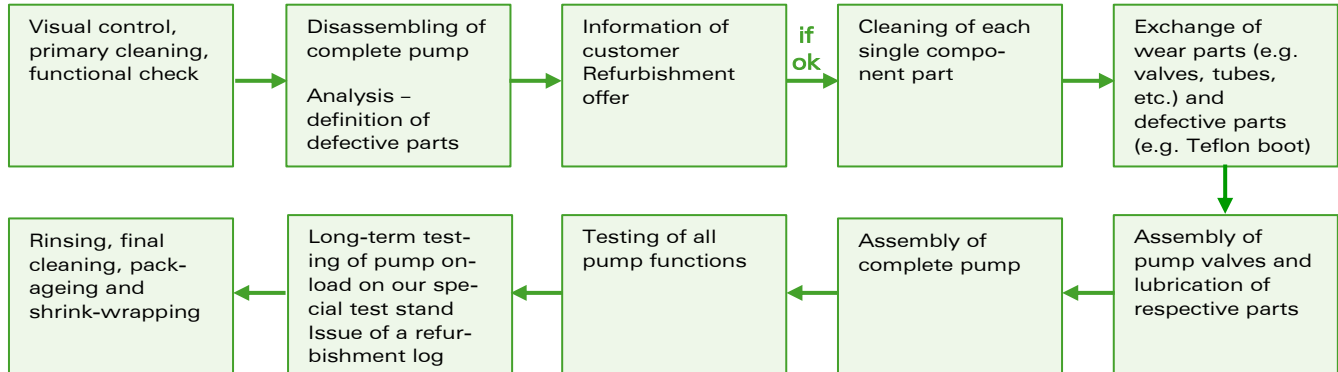 Visual control,
primary cleaning,
functional check
Disassembling of
complete pump
Analysis –
definition of
defective parts
Information of
customer
Refurbishment
offer
if
ok
Cleaning of each
single compo-
nent part
Exchange of
wear parts (e.g.
valves, tubes,
etc.) and
defective parts
(e.g. Teflon boot)
Assembly of
pump valves and
lubrication of
respective parts
Assembly of
complete pump
Testing of all
pump functions
Long-term test-
ing of pump on-
load on our spe-
cial test stand
Issue of a refur-
bishment log
Rinsing, final
cleaning, pack-
ageing and
shrink-wrapping